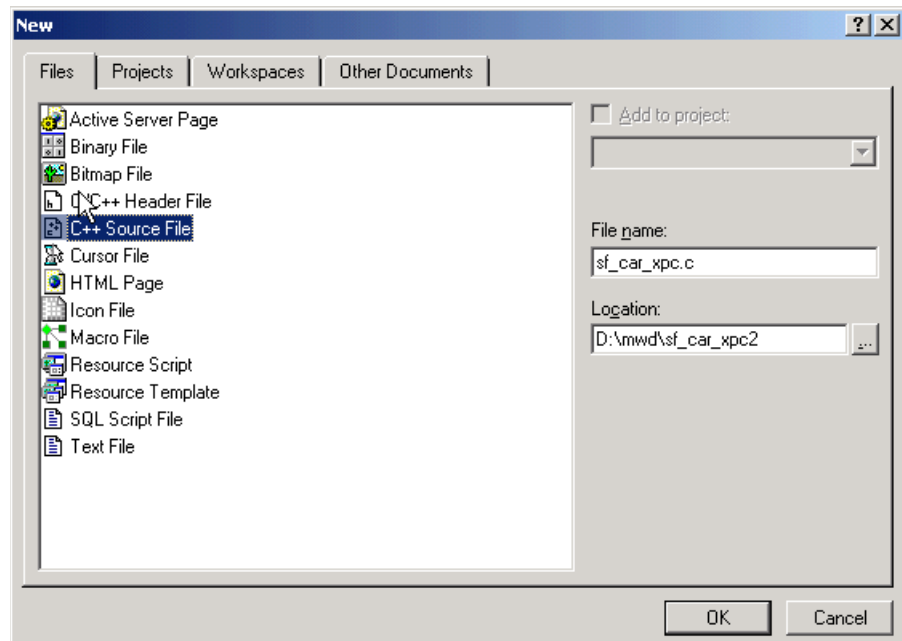 New
Files Projects Workspaces Other Documents
Active Server Page
Binary File
Bitmap File
C/C++ Header File
C++ Source File
Cursor File
HTML Page
Icon File
Macro File
Resource Script
Resource Template
SQL Script File
Text File
Add to project:
File name:
sf_car_xpc.c
Location:
D:\mwd\sf_car_xpc2
...
OK Cancel